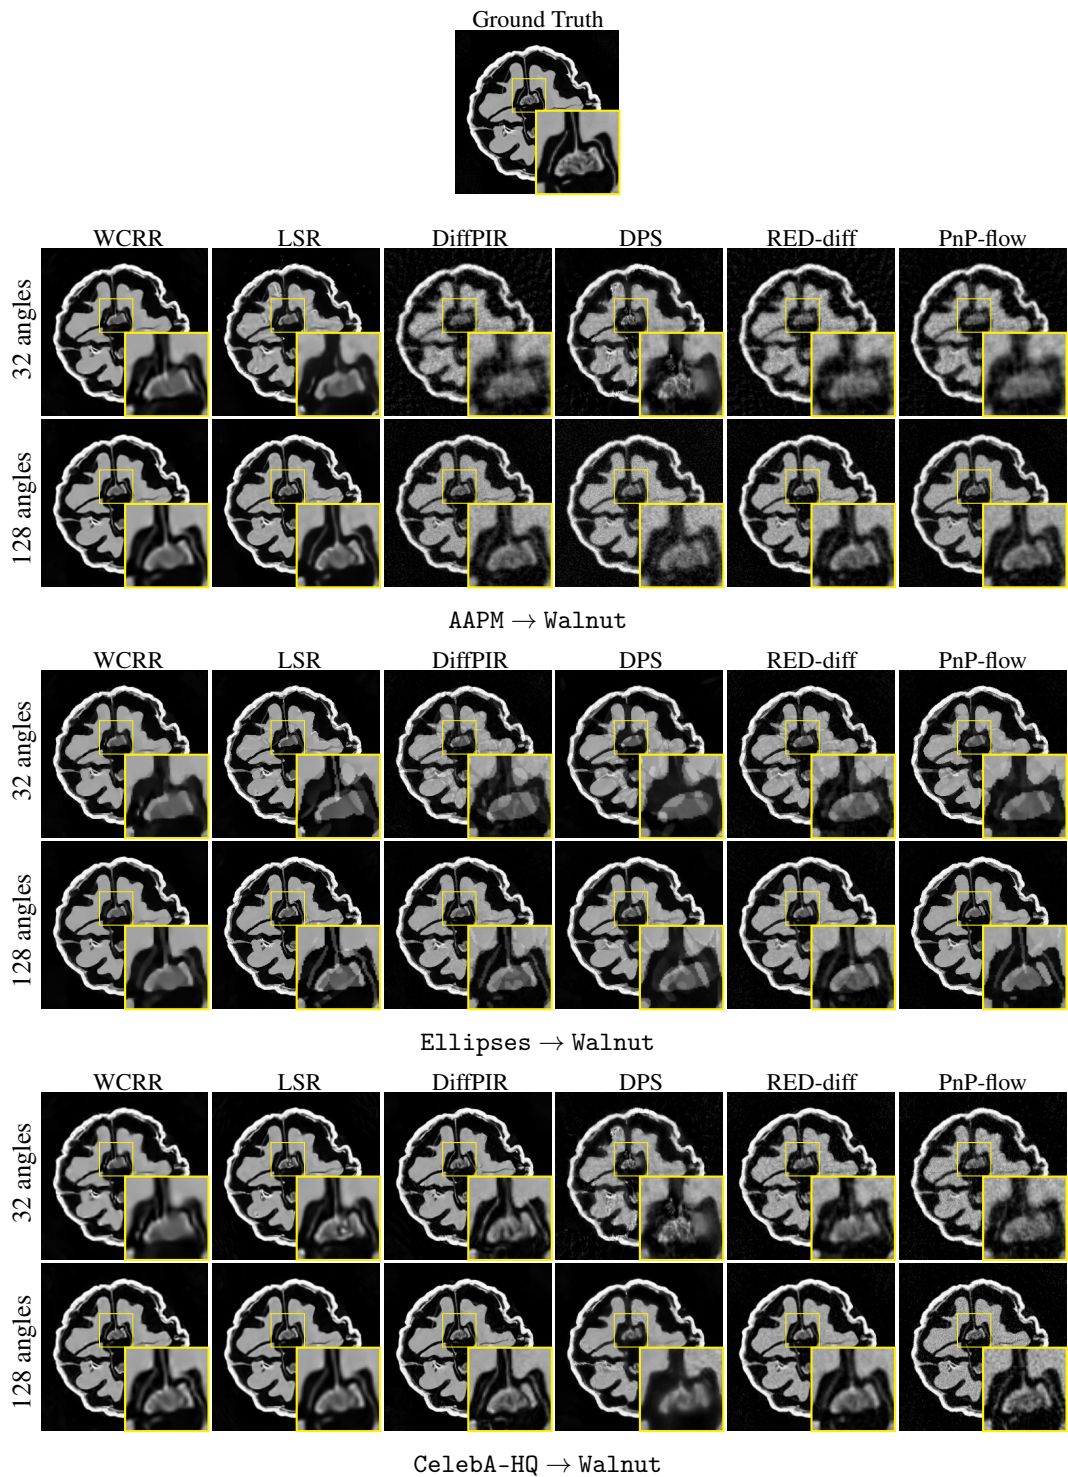 Ground Truth
WCRR LSR DiffPIR DPS RED-diff PnP-flow
32 angles
128 angles
AAPM → Walnut
WCRR LSR DiffPIR DPS RED-diff PnP-flow
32 angles
128 angles
Ellipses → Walnut
WCRR LSR DiffPIR DPS RED-diff PnP-flow
32 angles
128 angles
CelebA-HQ → Walnut